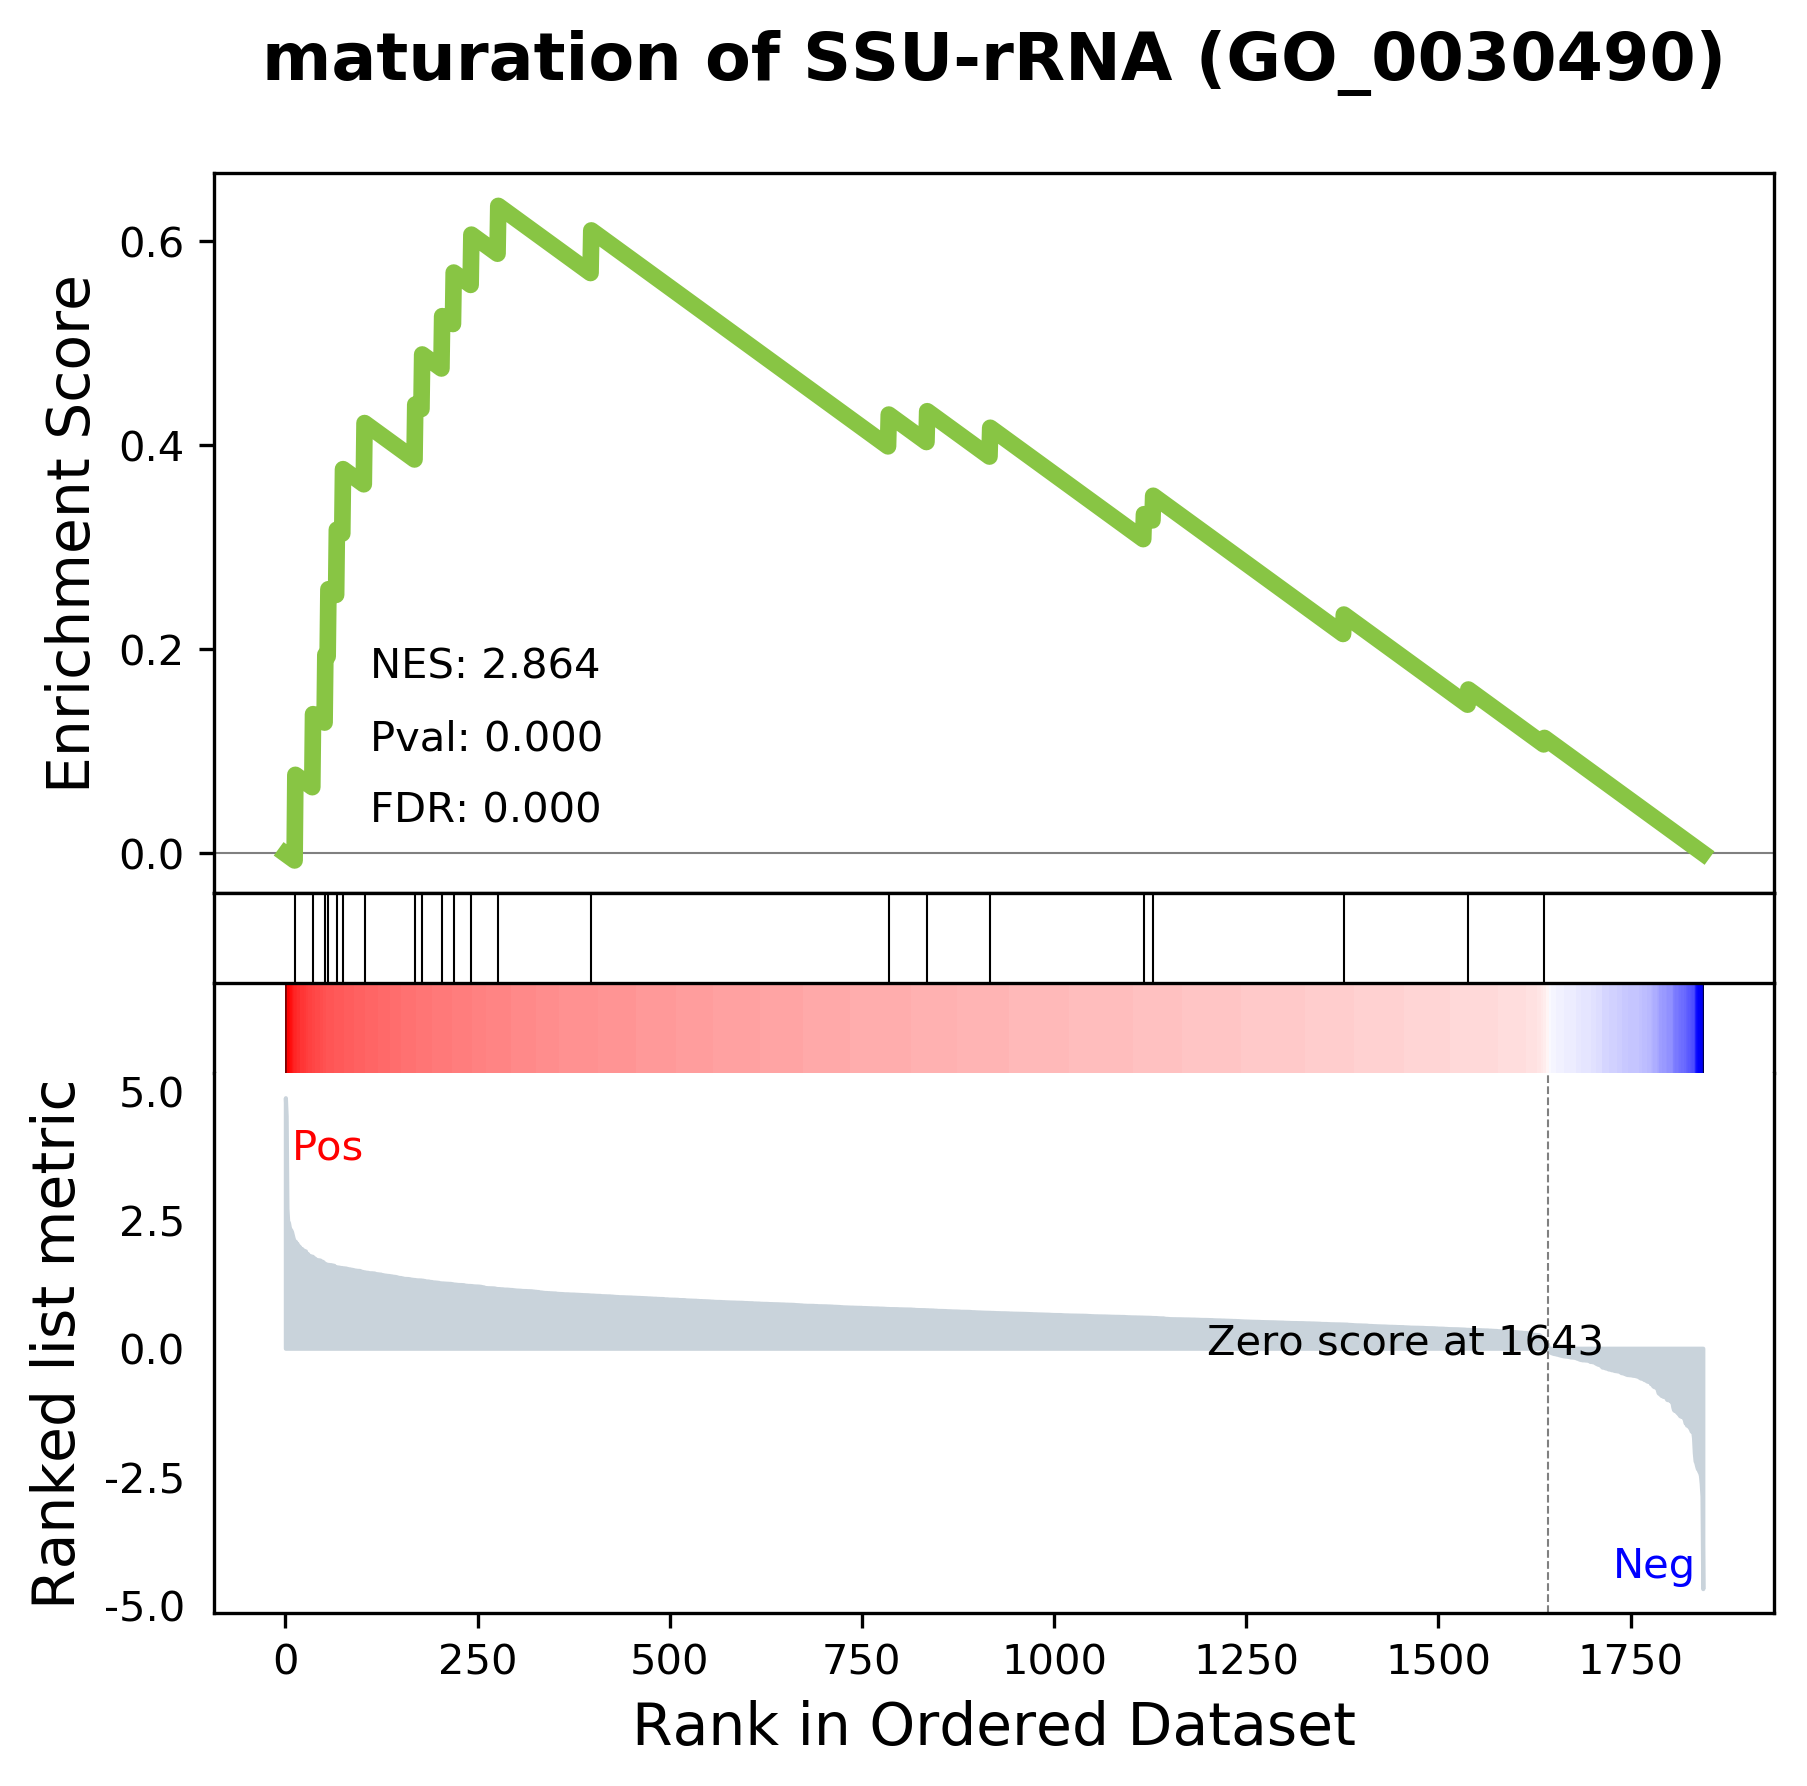 maturation of SSU-rRNA (GO_0030490)
Enrichment Score
0.6
0.4
0.2
0.0
NES: 2.864
Pval: 0.000
FDR: 0.000
Ranked list metric
5.0
2.5
0.0
-2.5
-5.0
Pos
Zero score at 1643
Neg
0 250 500 750 1000 1250 1500 1750
Rank in Ordered Dataset